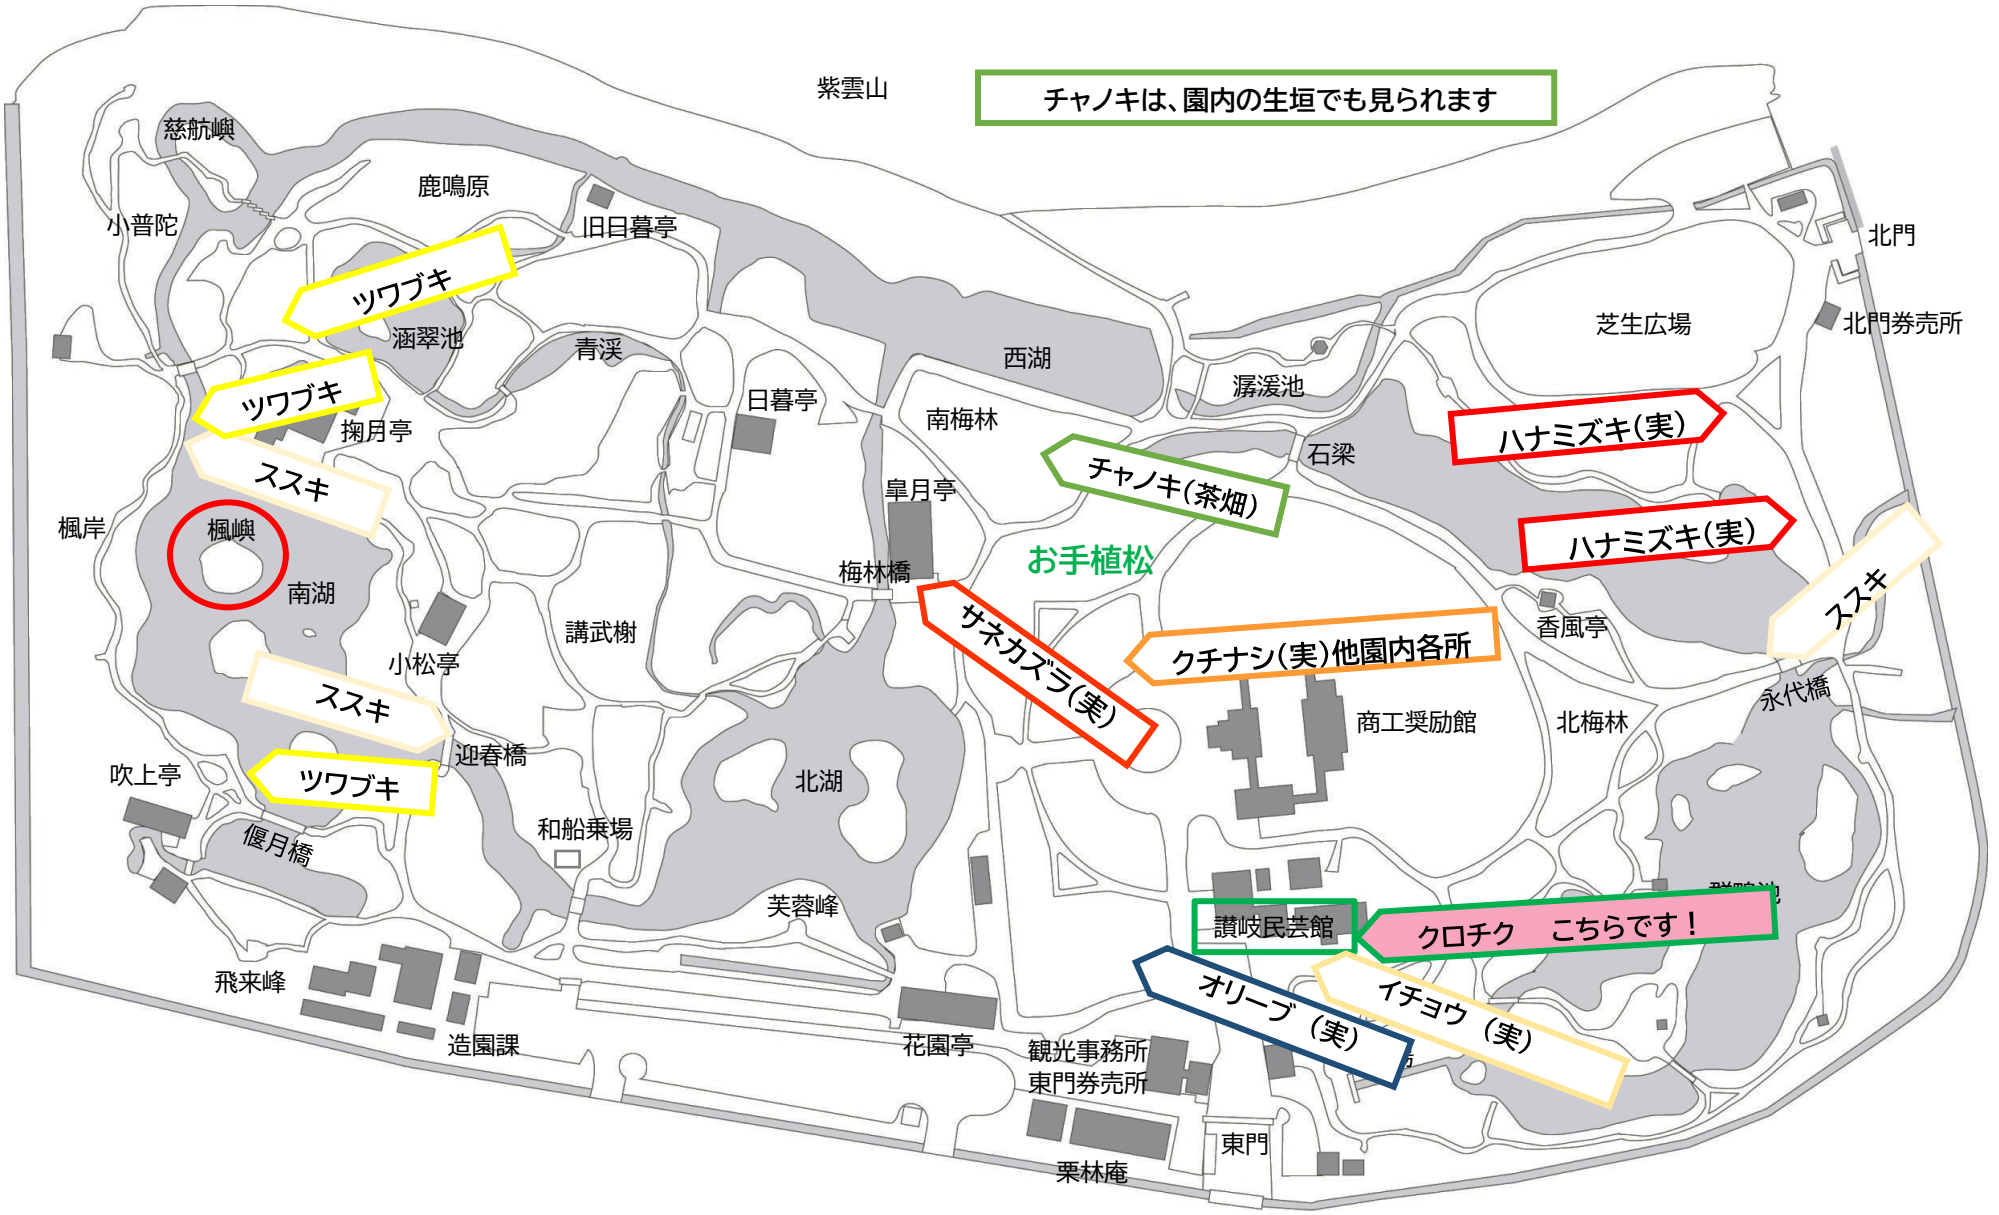 紫雲山
チャノキは、園内の生垣でも見られます
慈航嶼
鹿鳴原
小普陀
旧日暮亭
北門
ツワブキ
涵翠池
青渓
西湖
芝生広場
北門券売所
潺湲池
日暮亭
ツワブキ
掬月亭
南梅林
ハナミズキ(実)
石梁
ススキ
チャノキ(茶畑)
皐月亭
楓岸
楓嶼
ハナミズキ(実)
お手植松
梅林橋
南湖
ススキ
サネカズラ(実)
香風亭
講武榭
小松亭
クチナシ(実)他園内各所
ススキ
永代橋
商工奨励館
北梅林
迎春橋
吹上亭
ツワブキ
北湖
和船乗場
偃月橋
芙蓉峰
讃岐民芸館
クロチク こちらです!
飛来峰
オリーブ(実)
イチョウ(実)
造園課
花園亭
観光事務所
東門券売所
東門
栗林庵